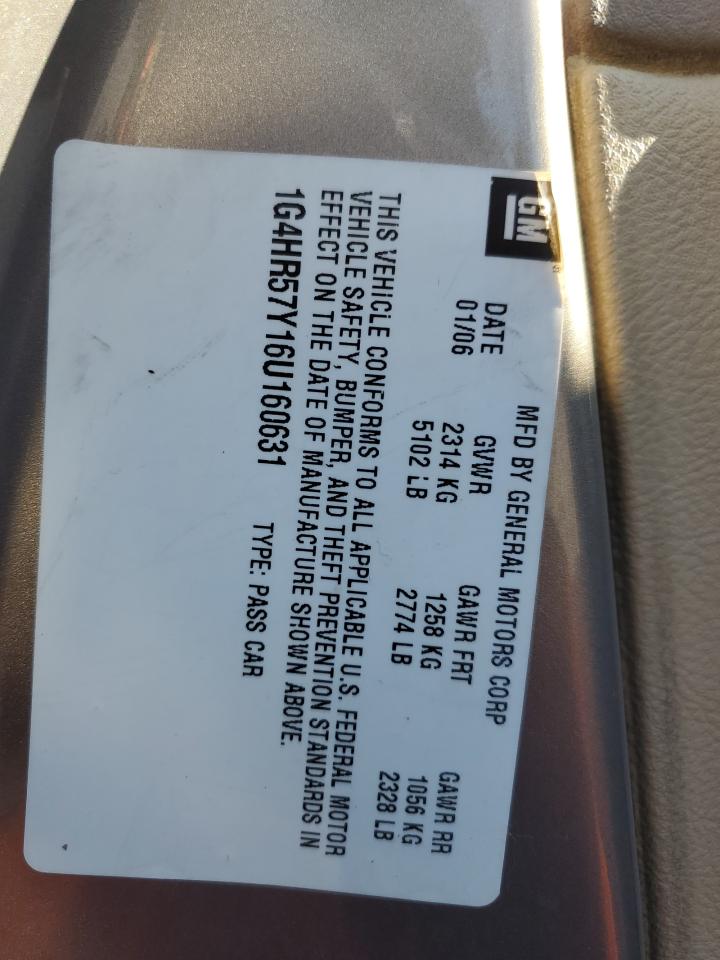 GM
MFD BY GENERAL MOTORS CORP
DATE GVWR GAWR FRT GAWR RR
01/06 2314 KG 1258 KG 1056 KG
5102 LB 2774 LB 2328 LB
THIS VEHICLE CONFORMS TO ALL APPLICABLE U.S. FEDERAL MOTOR
VEHICLE SAFETY, BUMPER, AND THEFT PREVENTION STANDARDS IN
EFFECT ON THE DATE OF MANUFACTURE SHOWN ABOVE.
1G4HR57Y16U160631 TYPE: PASS CAR